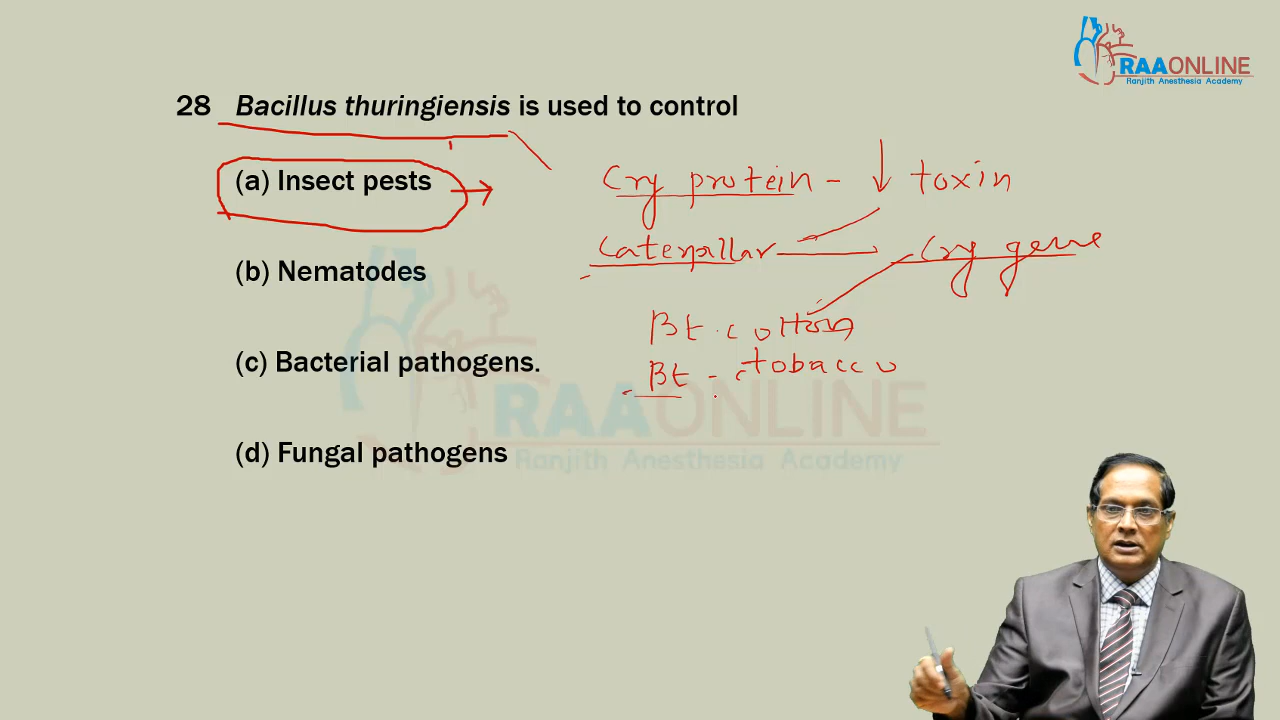 RAAONLINE
Ranjith Anesthesia Academy
28 Bacillus thuringiensis is used to control
(a) Insect pests
Cry protein - ↓ toxin
Caterpillar Cry gene
(b) Nematodes
Bt. cotton
(c) Bacterial pathogens.
Bt - tobacco
RAAONLINE
(d) Fungal pathogens
Ranjith Anesthesia Academy